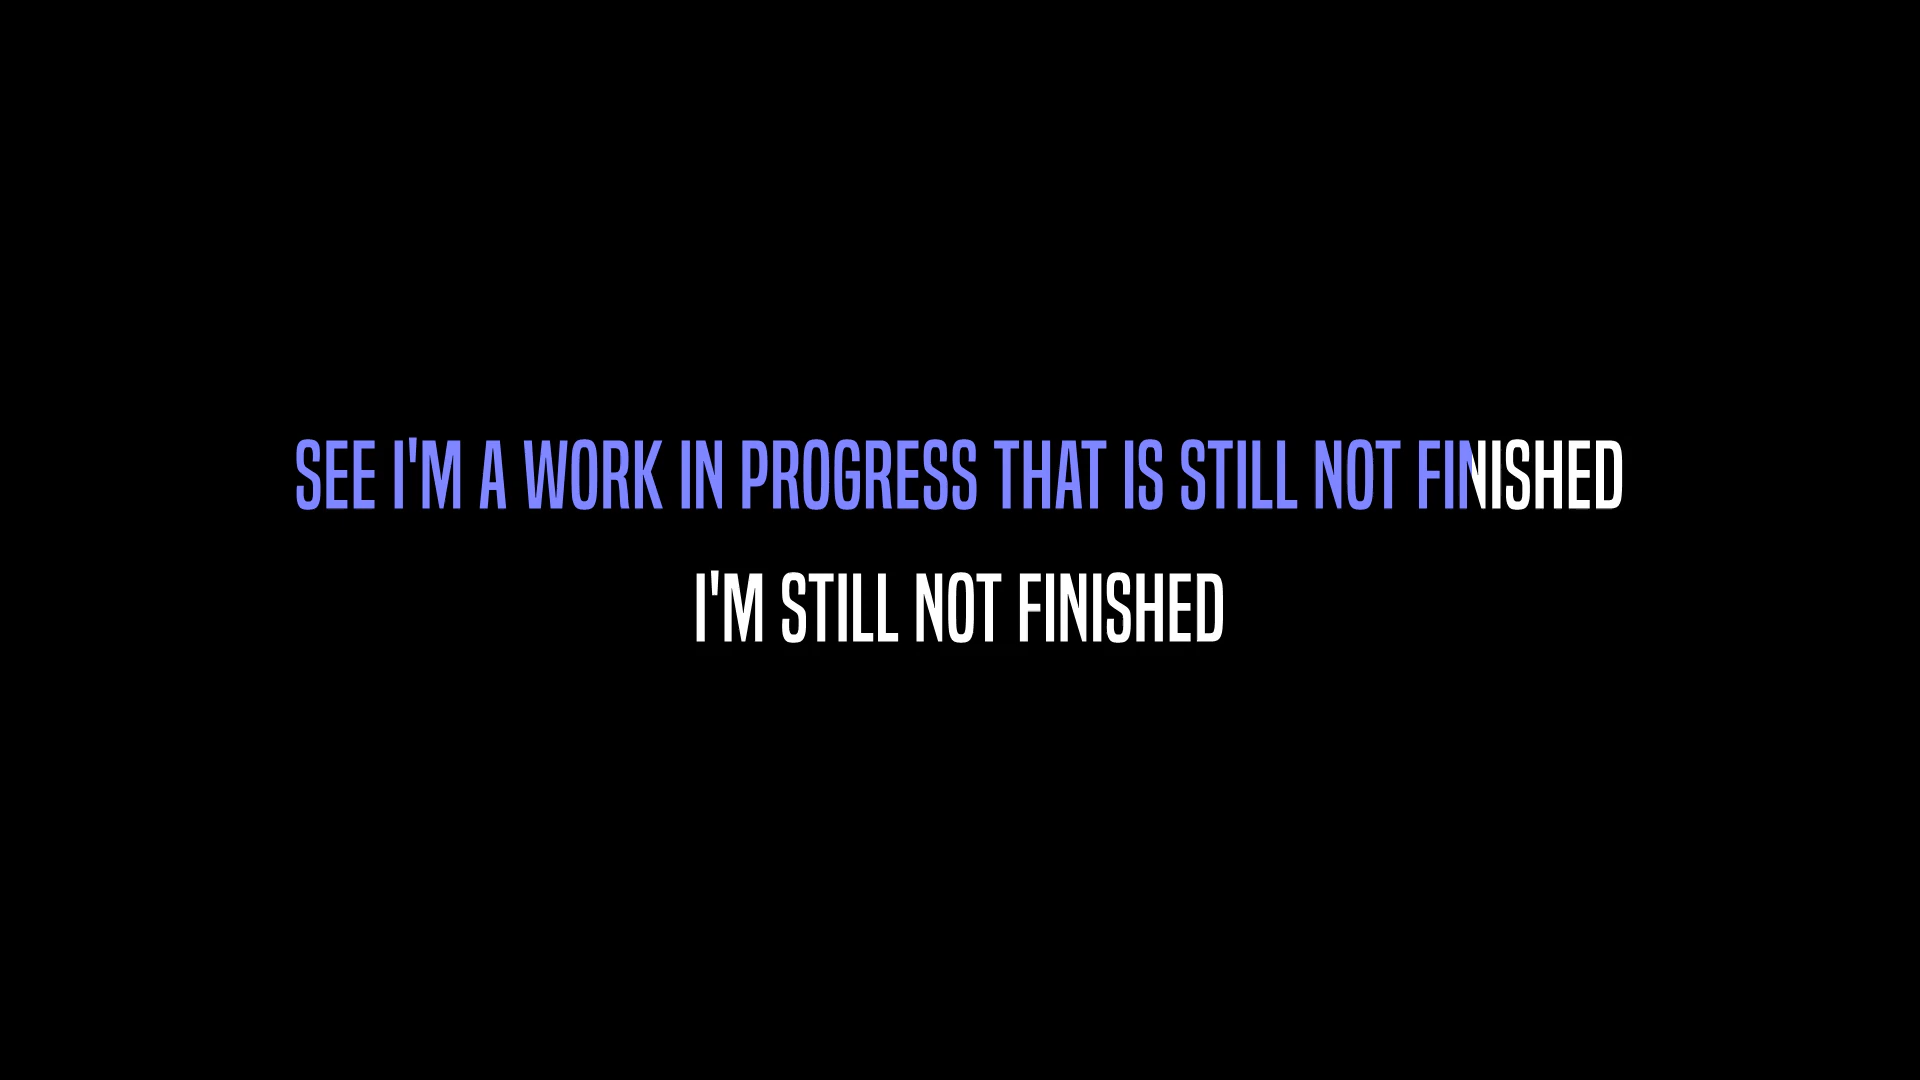 SEE I'M A WORK IN PROGRESS THAT IS STILL NOT FINISHED
I'M STILL NOT FINISHED